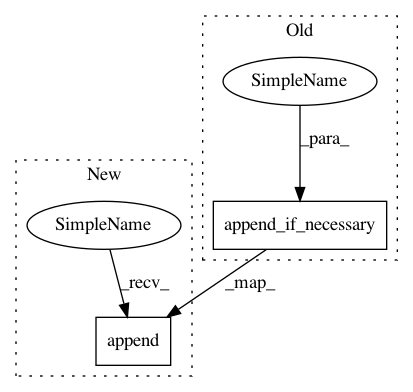 Old
SimpleName
_para_
New
append_if_necessary
SimpleName
_recv_
_map_
append